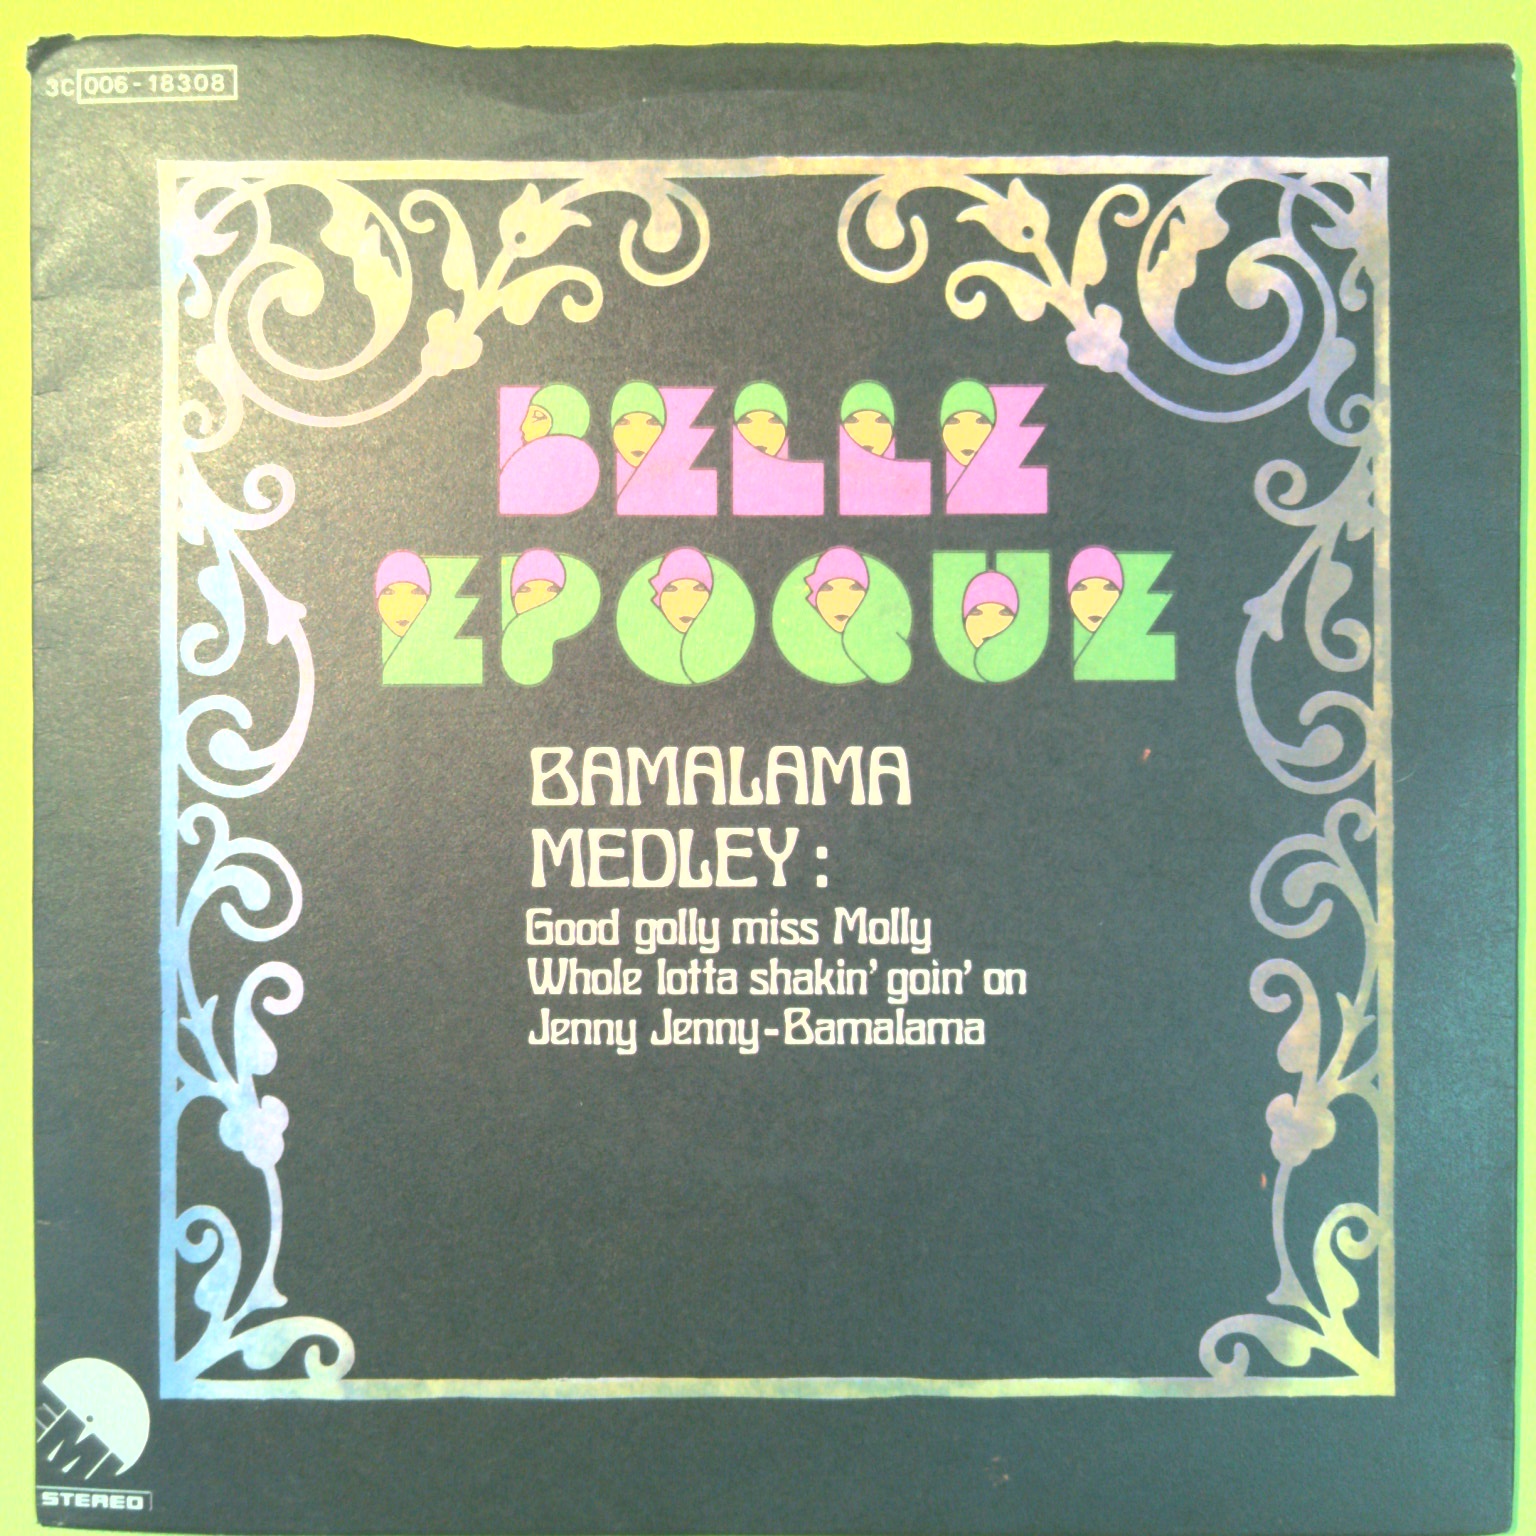 3C 006-18308
BELLE
EPOQUE
BAMALAMA
MEDLEY :
Good golly miss Molly
Whole lotta shakin' goin' on
Jenny Jenny-Bamalama
EMI
STEREO